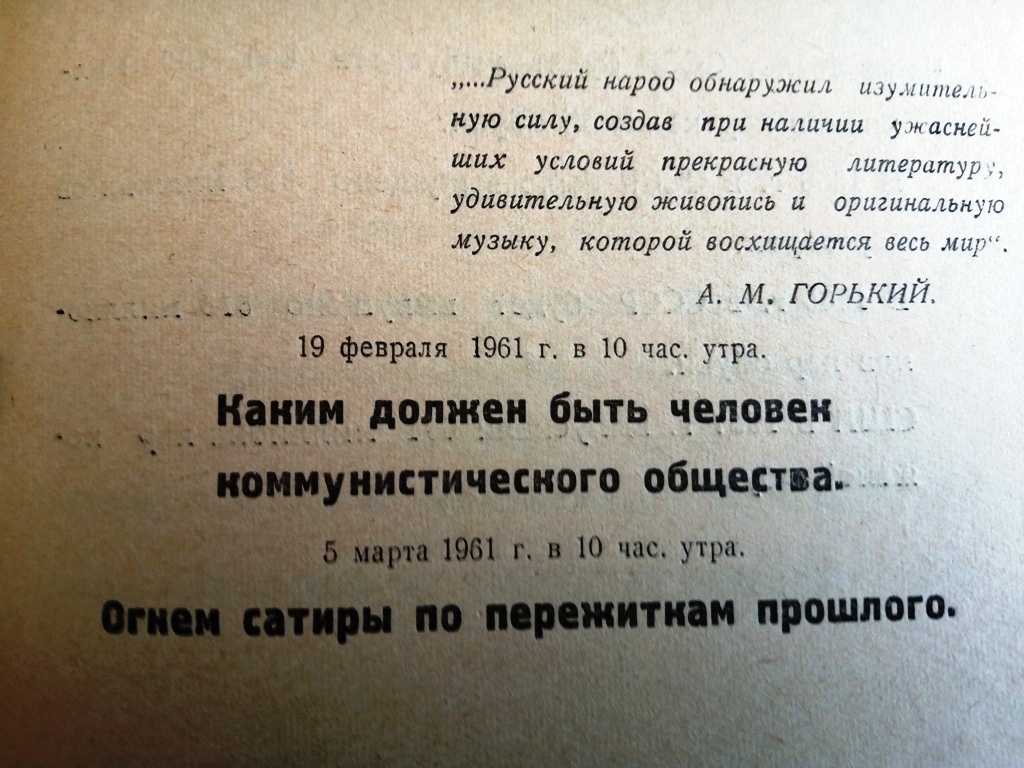 „...Русский народ обнаружил изумитель-
ную силу, создав при наличии ужасней-
ших условий прекрасную литературу,
удивительную живопись и оригинальную
музыку, которой восхищается весь мир“.
А. М. ГОРЬКИЙ.
19 февраля 1961 г. в 10 час. утра.
Каким должен быть человек
коммунистического общества.
5 марта 1961 г. в 10 час. утра.
Огнем сатиры по пережиткам прошлого.